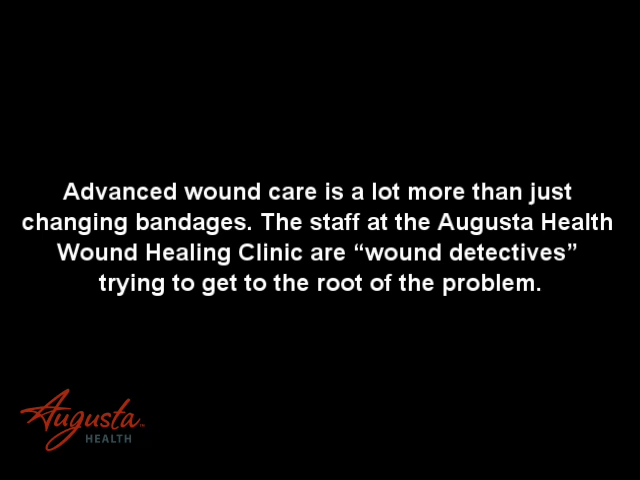 Advanced wound care is a lot more than just
changing bandages. The staff at the Augusta Health
Wound Healing Clinic are “wound detectives”
trying to get to the root of the problem.
Augusta™
HEALTH